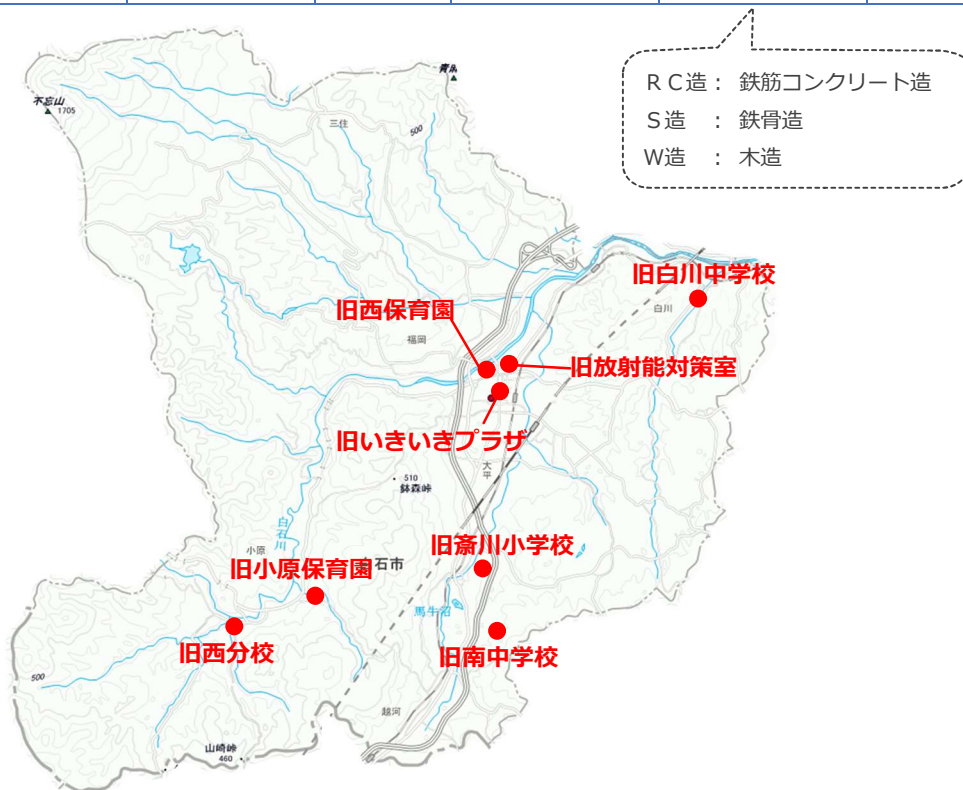 RC造： 鉄筋コンクリート造
S造 ： 鉄骨造
W造 ： 木造
青麻
不忘山
1705
三住
500
旧白川中学校
白川
旧西保育園
福岡
旧放射能対策室
旧いきいきプラザ
大平
510
鉢森峠
白石川
小原
旧斎川小学校
旧小原保育園
石市
馬牛沼
旧西分校
旧南中学校
500
越河
山崎峠
460